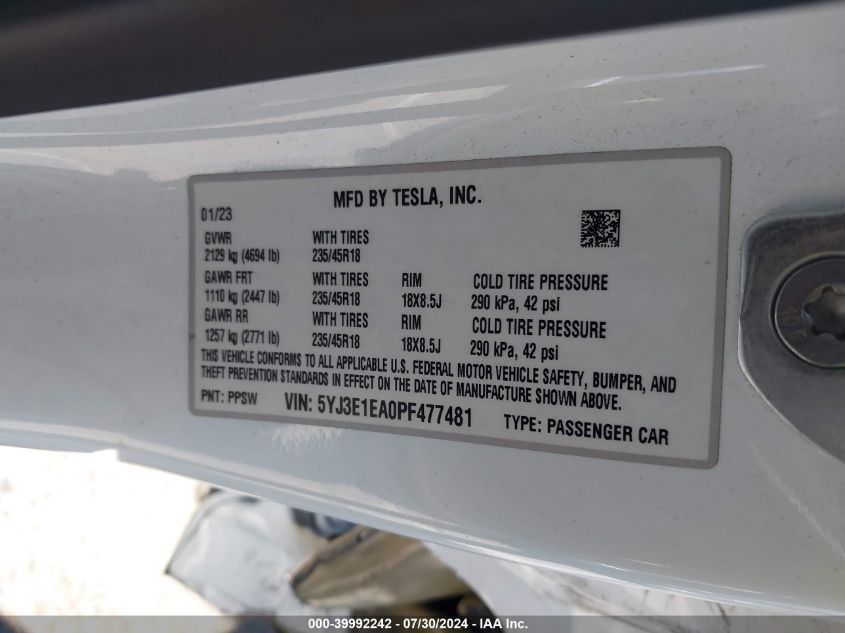 MFD BY TESLA, INC.
01/23
GVWR WITH TIRES
2129 kg (4694 lb) 235/45R18
GAWR FRT WITH TIRES RIM COLD TIRE PRESSURE
1110 kg (2447 lb) 235/45R18 18X8.5J 290 kPa, 42 psi
GAWR RR WITH TIRES RIM COLD TIRE PRESSURE
1257 kg (2771 lb) 235/45R18 18X8.5J 290 kPa, 42 psi
THIS VEHICLE CONFORMS TO ALL APPLICABLE U.S. FEDERAL MOTOR VEHICLE SAFETY, BUMPER, AND
THEFT PREVENTION STANDARDS IN EFFECT ON THE DATE OF MANUFACTURE SHOWN ABOVE.
PNT: PPSW VIN: 5YJ3E1EA0PF477481 TYPE: PASSENGER CAR
000-39992242 - 07/30/2024 - IAA Inc.